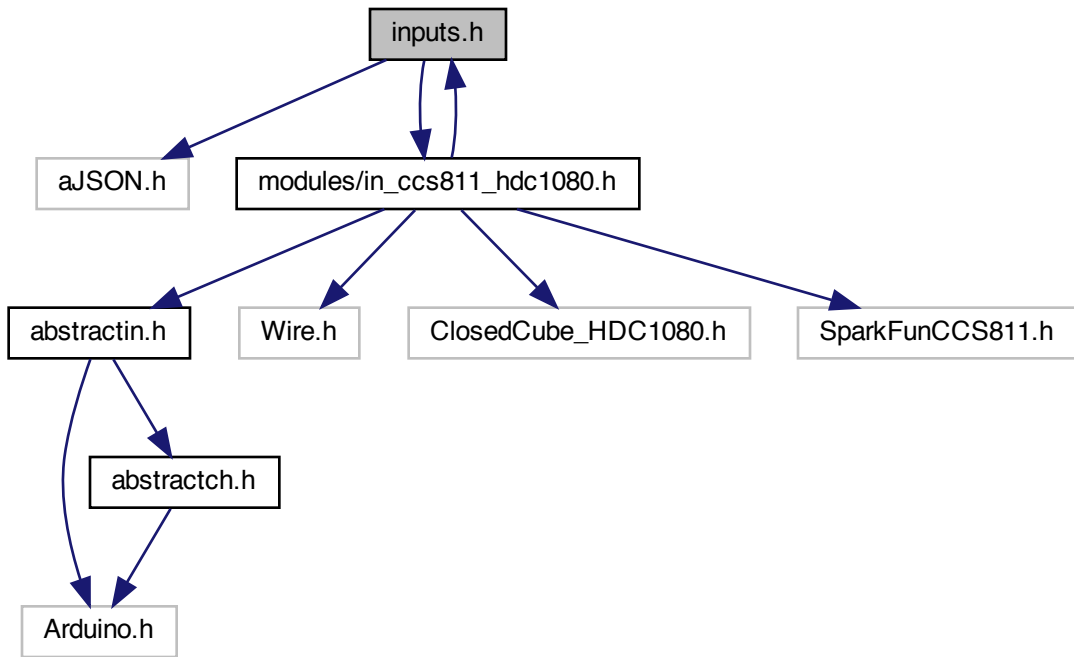 inputs.h
aJSON.h
modules/in_ccs811_hdc1080.h
abstractin.h
Wire.h
ClosedCube_HDC1080.h
SparkFunCCS811.h
abstractch.h
Arduino.h